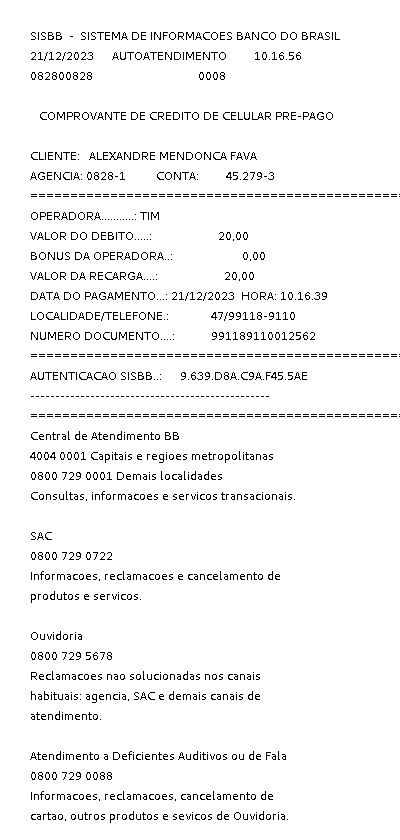 SISBB - SISTEMA DE INFORMACOES BANCO DO BRASIL
21/12/2023 AUTOATENDIMENTO 10.16.56
082800828 0008
COMPROVANTE DE CREDITO DE CELULAR PRE-PAGO
CLIENTE: ALEXANDRE MENDONCA FAVA
AGENCIA: 0828-1 CONTA: 45.279-3
================================================
OPERADORA...........: TIM
VALOR DO DEBITO.....: 20,00
BONUS DA OPERADORA..: 0,00
VALOR DA RECARGA....: 20,00
DATA DO PAGAMENTO...: 21/12/2023 HORA: 10.16.39
LOCALIDADE/TELEFONE.: 47/99118-9110
NUMERO DOCUMENTO....: 991189110012562
================================================
AUTENTICACAO SISBB..: 9.639.D8A.C9A.F45.5AE
------------------------------------------------
================================================
Central de Atendimento BB
4004 0001 Capitais e regioes metropolitanas
0800 729 0001 Demais localidades
Consultas, informacoes e servicos transacionais.
SAC
0800 729 0722
Informacoes, reclamacoes e cancelamento de
produtos e servicos.
Ouvidoria
0800 729 5678
Reclamacoes nao solucionadas nos canais
habituais: agencia, SAC e demais canais de
atendimento.
Atendimento a Deficientes Auditivos ou de Fala
0800 729 0088
Informacoes, reclamacoes, cancelamento de
cartao, outros produtos e sevicos de Ouvidoria.